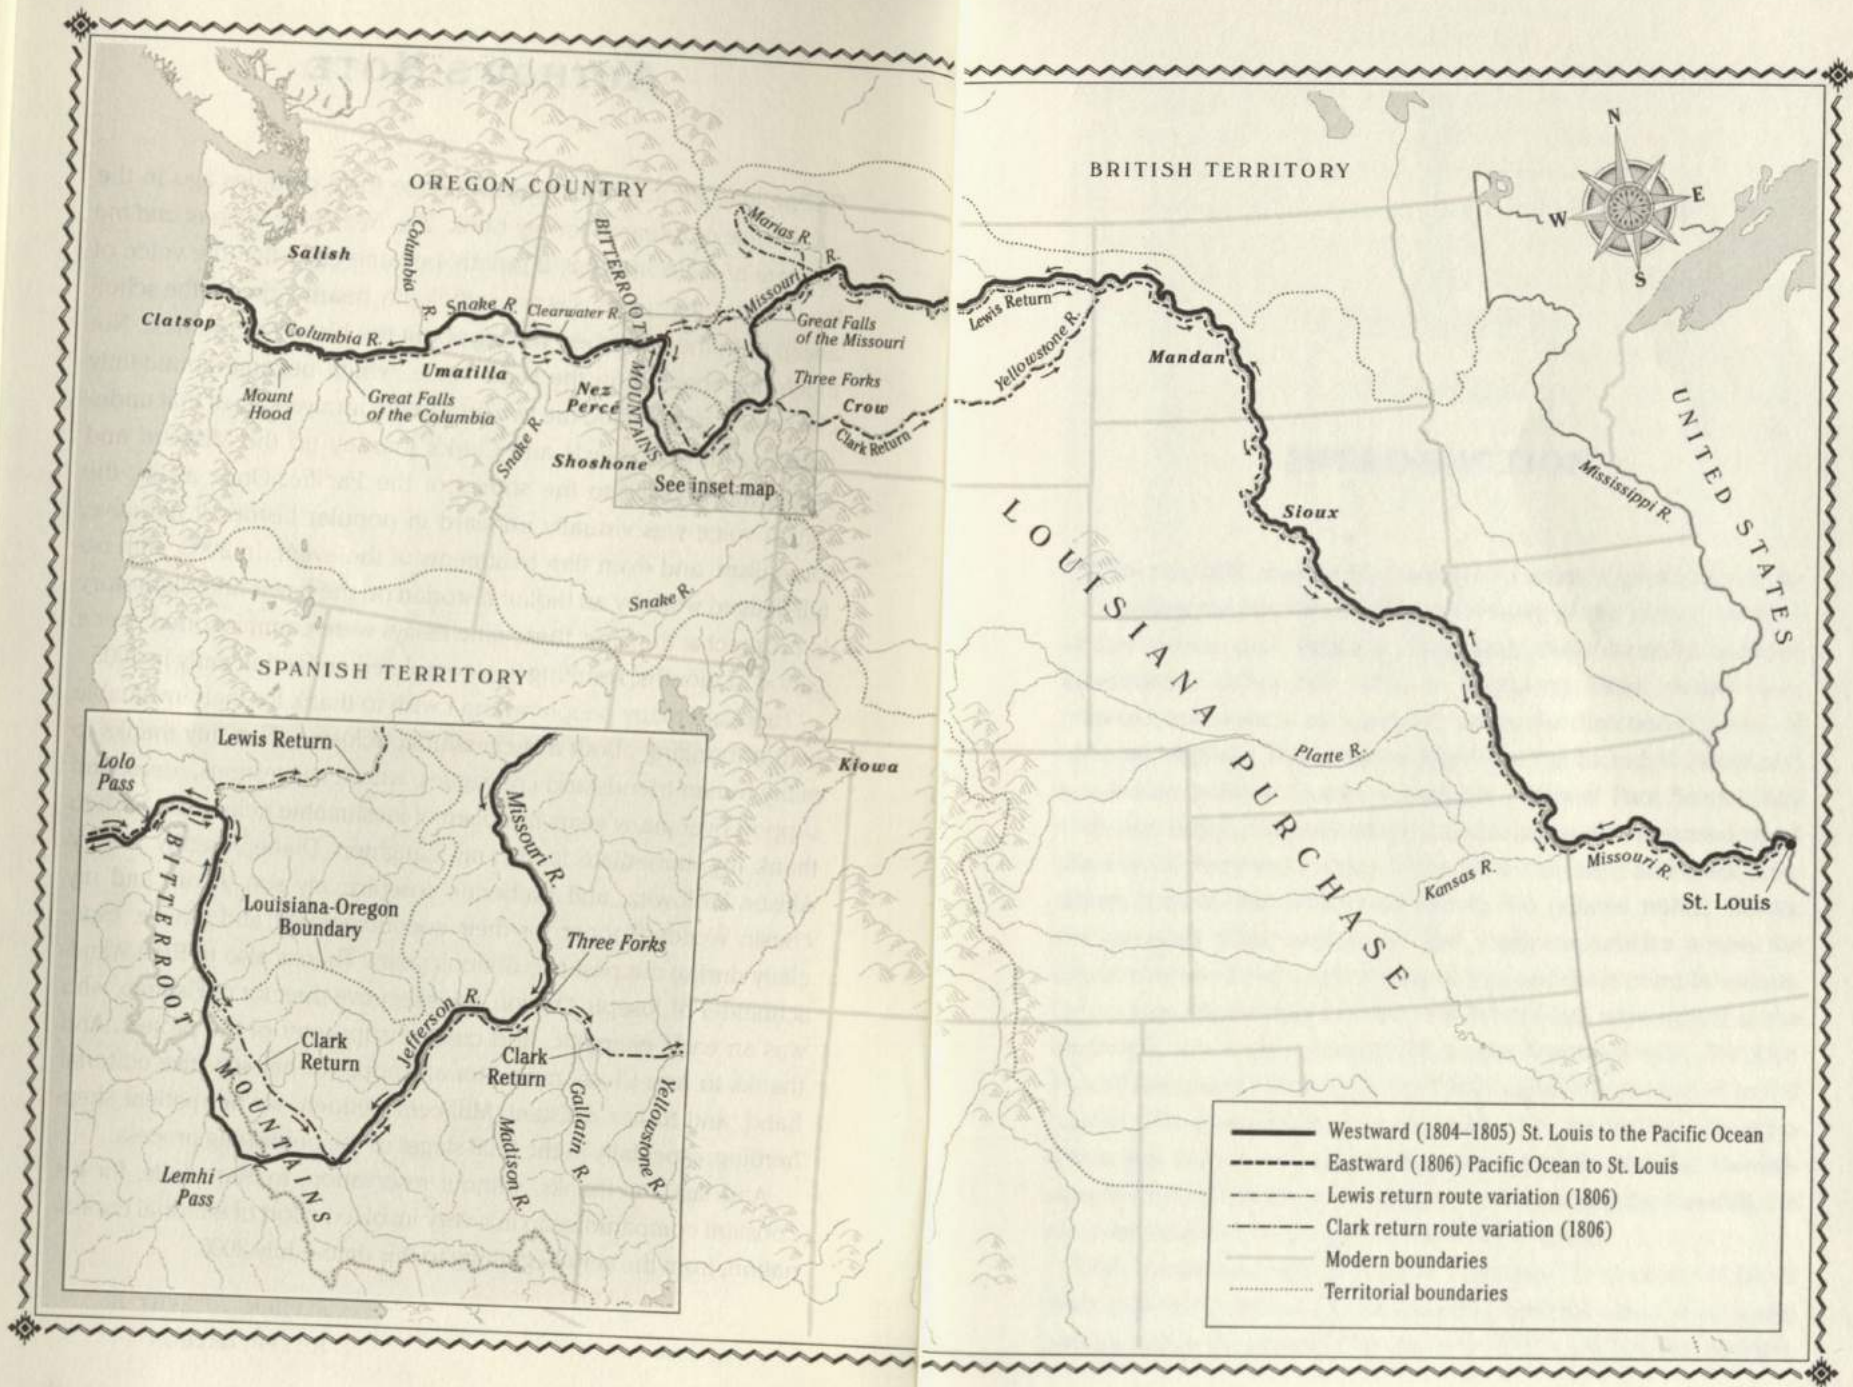 OREGON COUNTRY
BRITISH TERRITORY
N
E
W
S
Salish
Columbia
R.
BITTERROOT
MOUNTAINS
Marias R.
Missouri
R.
Clatsop
Columbia R.
Snake R.
Clearwater R.
Lewis Return
Yellowstone R.
Great Falls
of the Missouri
Mandan
Umatilla
Mount
Hood
Great Falls
of the Columbia
Nez
Percé
Three Forks
Crow
Clark Return
Snake R.
Shoshone
See inset map
Sioux
Mississippi R.
UNITED STATES
LOUISIANA PURCHASE
Snake R.
SPANISH TERRITORY
Kiowa
Platte R.
Kansas R.
Missouri R.
St. Louis
Lewis Return
Lolo
Pass
Missouri R.
BITTERROOT
MOUNTAINS
Louisiana-Oregon
Boundary
Three Forks
Jefferson R.
Clark
Return
Clark
Return
Madison R.
Gallatin R.
Yellowstone R.
Lemhi
Pass
Westward (1804–1805) St. Louis to the Pacific Ocean
Eastward (1806) Pacific Ocean to St. Louis
Lewis return route variation (1806)
Clark return route variation (1806)
Modern boundaries
Territorial boundaries